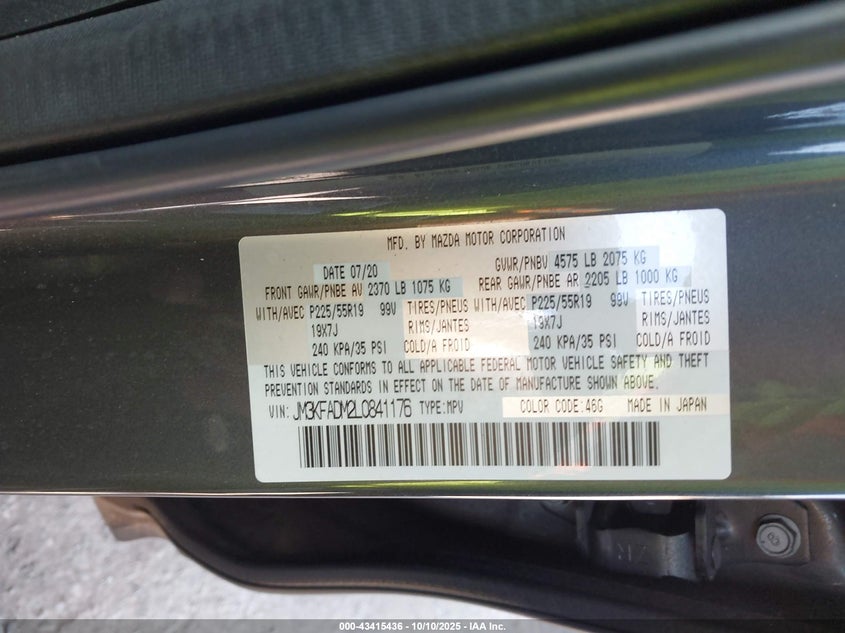 MFD. BY MAZDA MOTOR CORPORATION
DATE 07/20 GVWR/PNBV 4575 LB 2075 KG
FRONT GAWR/PNBE AV 2370 LB 1075 KG REAR GAWR/PNBE AR 2205 LB 1000 KG
WITH/AVEC P225/55R19 99V TIRES/PNEUS WITH/AVEC P225/55R19 99V TIRES/PNEUS
19X7J RIMS/JANTES 19X7J RIMS/JANTES
240 KPA/35 PSI COLD/A FROID 240 KPA/35 PSI COLD/A FROID
THIS VEHICLE CONFORMS TO ALL APPLICABLE FEDERAL MOTOR VEHICLE SAFETY AND THEFT
PREVENTION STANDARDS IN EFFECT ON THE DATE OF MANUFACTURE SHOWN ABOVE.
VIN: JM3KFADM2L0841176 TYPE:MPV COLOR CODE:46G MADE IN JAPAN
000-43415436 - 10/10/2025 - IAA Inc.